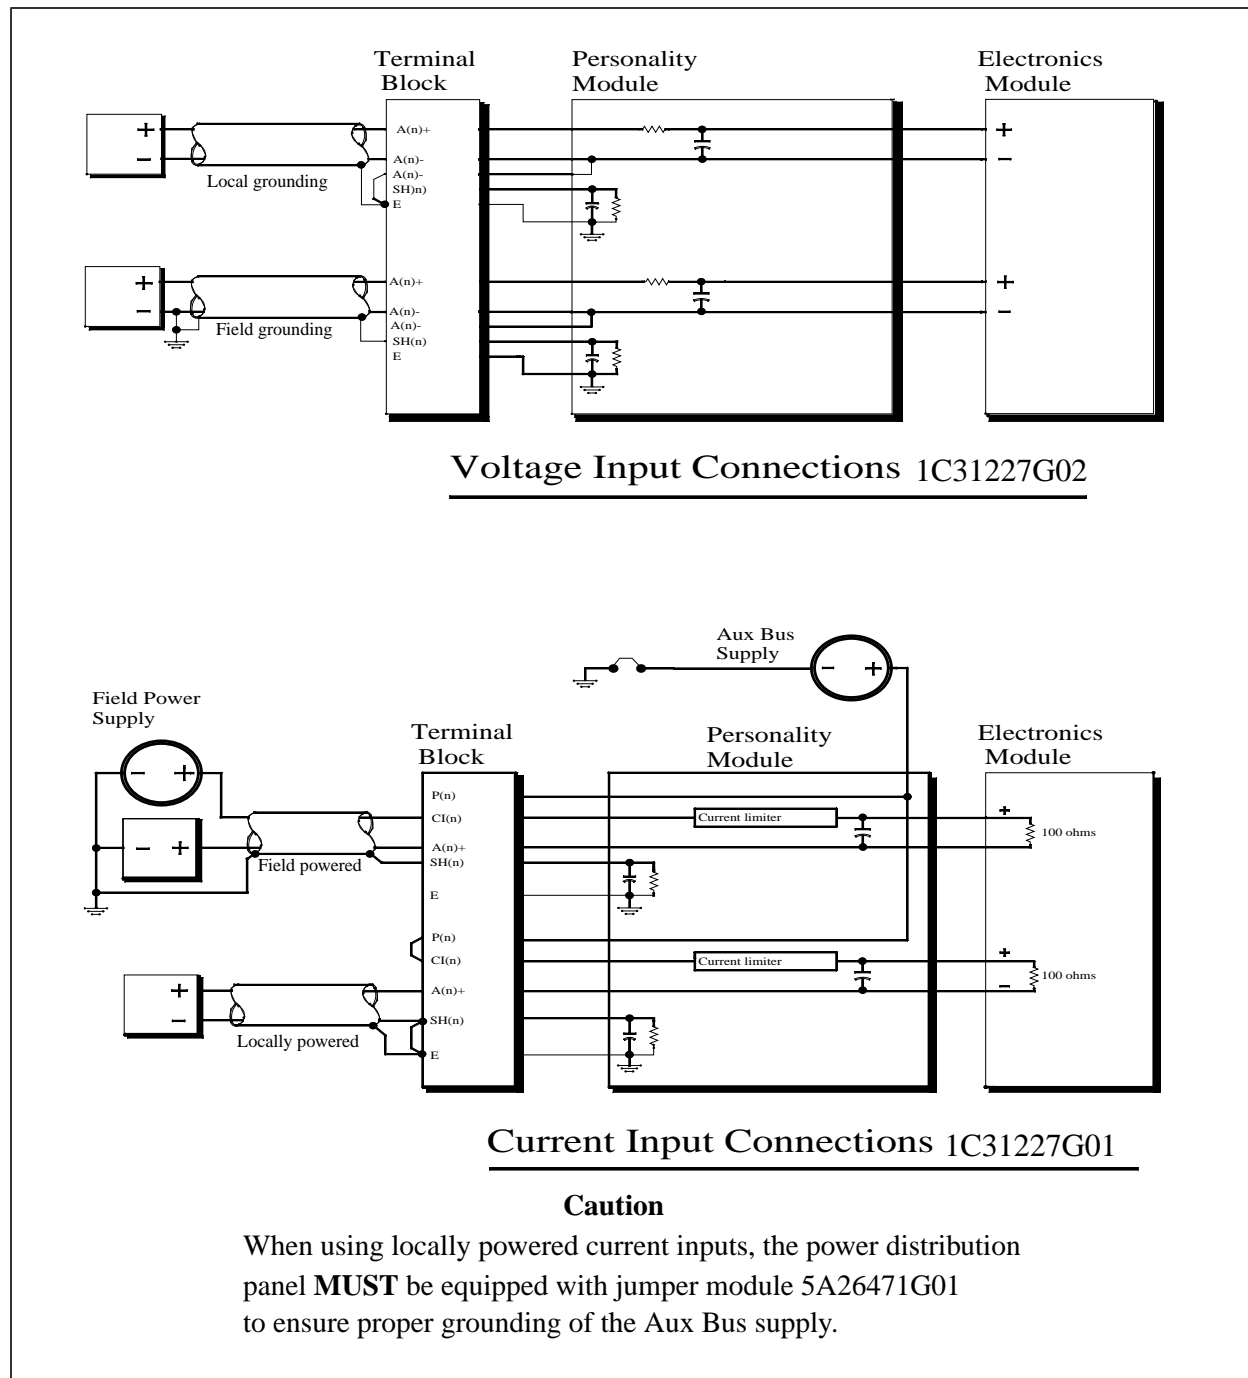 Terminal Block
Personality Module
Electronics Module
+
−
A(n)+
A(n)-
A(n)-
SH)n)
E
Local grounding
+
−
+
−
A(n)+
A(n)-
A(n)-
SH(n)
E
Field grounding
+
−
Voltage Input Connections 1C31227G02
Aux Bus Supply
− +
Field Power Supply
− +
Terminal Block
Personality Module
Electronics Module
P(n)
CI(n)
Current limiter
+
100 ohms
− +
A(n)+
SH(n)
Field powered
E
P(n)
CI(n)
Current limiter
+
100 ohms
−
+
−
A(n)+
SH(n)
Locally powered
E
Current Input Connections 1C31227G01
Caution
When using locally powered current inputs, the power distribution
panel MUST be equipped with jumper module 5A26471G01
to ensure proper grounding of the Aux Bus supply.